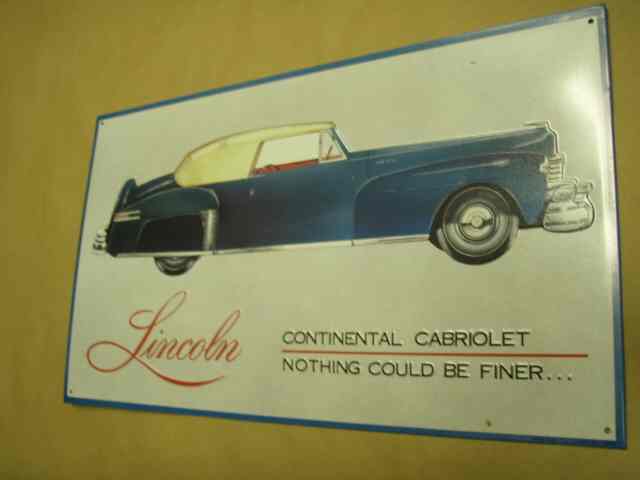 Lincoln
CONTINENTAL CABRIOLET
NOTHING COULD BE FINER...